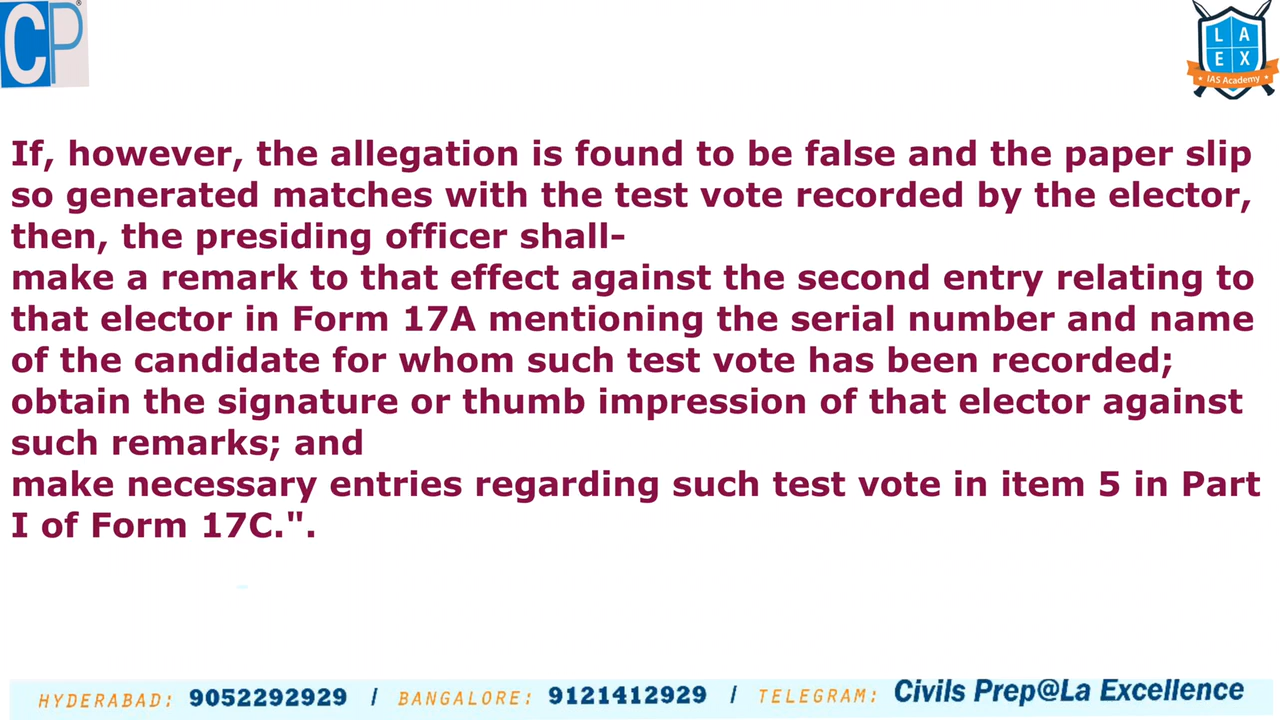 CP®
L A
E X
IAS Academy
If, however, the allegation is found to be false and the paper slip
so generated matches with the test vote recorded by the elector,
then, the presiding officer shall-
make a remark to that effect against the second entry relating to
that elector in Form 17A mentioning the serial number and name
of the candidate for whom such test vote has been recorded;
obtain the signature or thumb impression of that elector against
such remarks; and
make necessary entries regarding such test vote in item 5 in Part
I of Form 17C.".
HYDERABAD: 9052292929 / BANGALORE: 9121412929 / TELEGRAM: Civils Prep@La Excellence